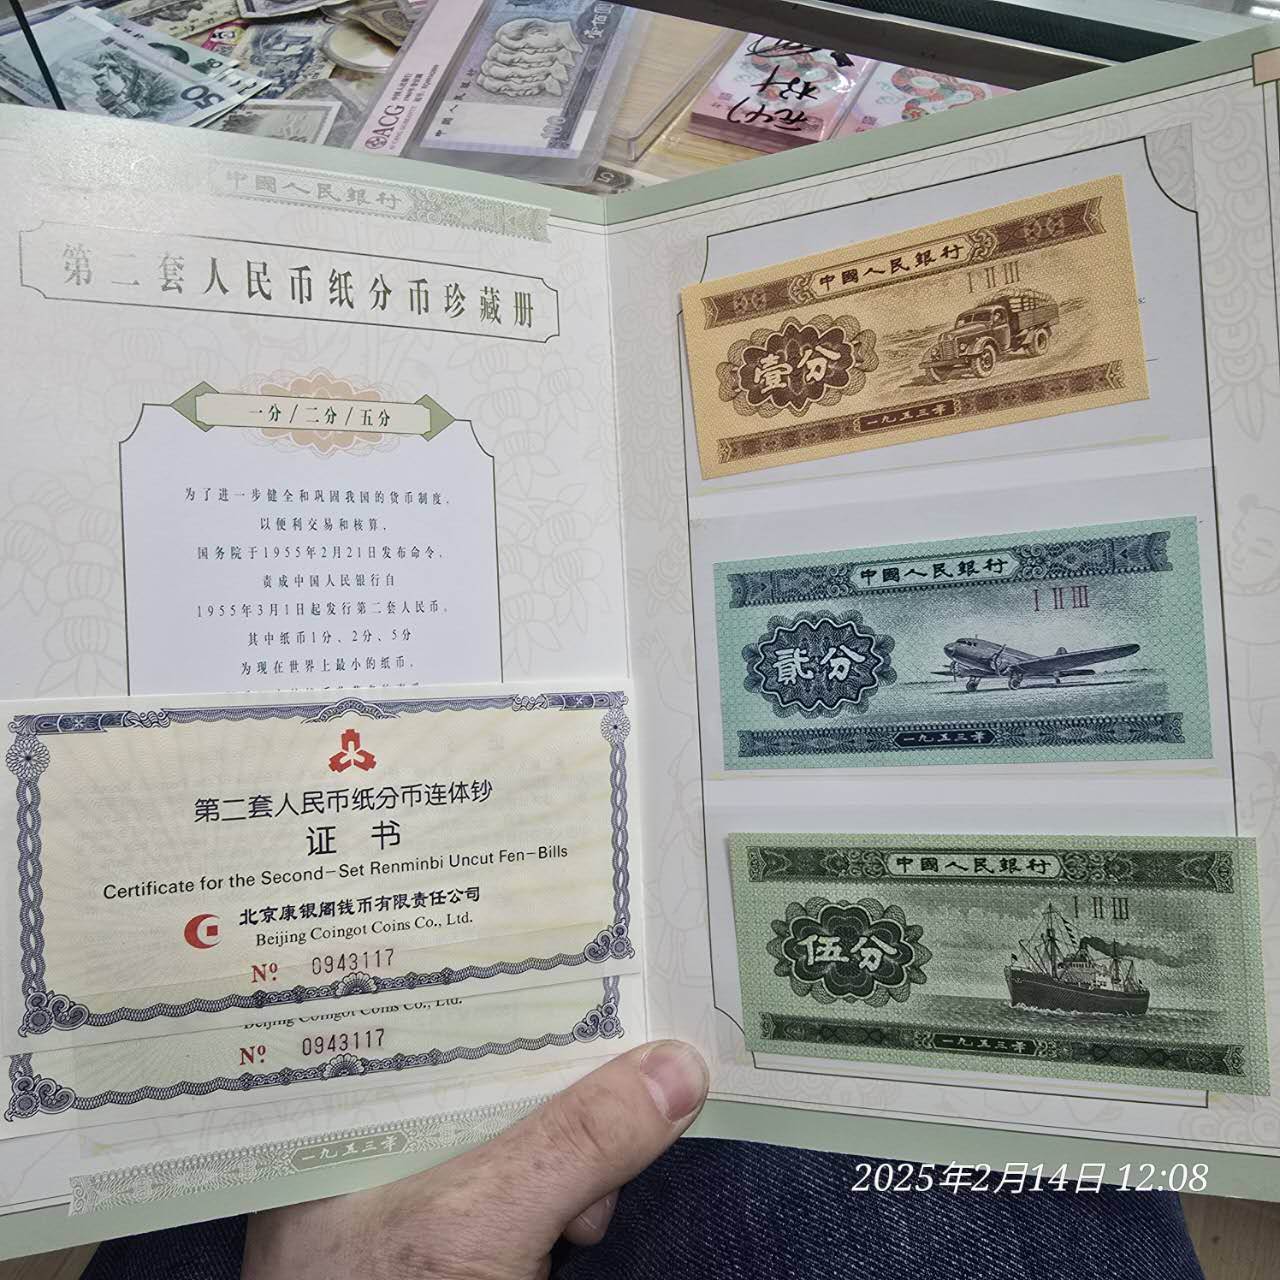 ACG
中国人民银行
50
100
中國人民銀行
第二套人民币纸分币珍藏册
一分/二分/五分
为了进一步健全和巩固我国的货币制度,
以便利交易和核算,
国务院于1955年2月21日发布命令,
责成中国人民银行自
1955年3月1日起发行第二套人民币。
其中纸币1分、2分、5分
为现在世界上最小的纸币,
第二套人民币纸分币连体钞
证 书
Certificate for the Second-Set Renminbi Uncut Fen-Bills
北京康银阁钱币有限责任公司
Beijing Coingot Coins Co., Ltd.
Nº 0943117
Beijing Coingot Coins Co., Ltd.
Nº 0943117
一九五三年
中國人民銀行
I II III
壹分
一九五三年
中國人民銀行
I II III
貳分
一九五三年
中國人民銀行
I II III
伍分
一九五三年
2025年2月14日 12:08